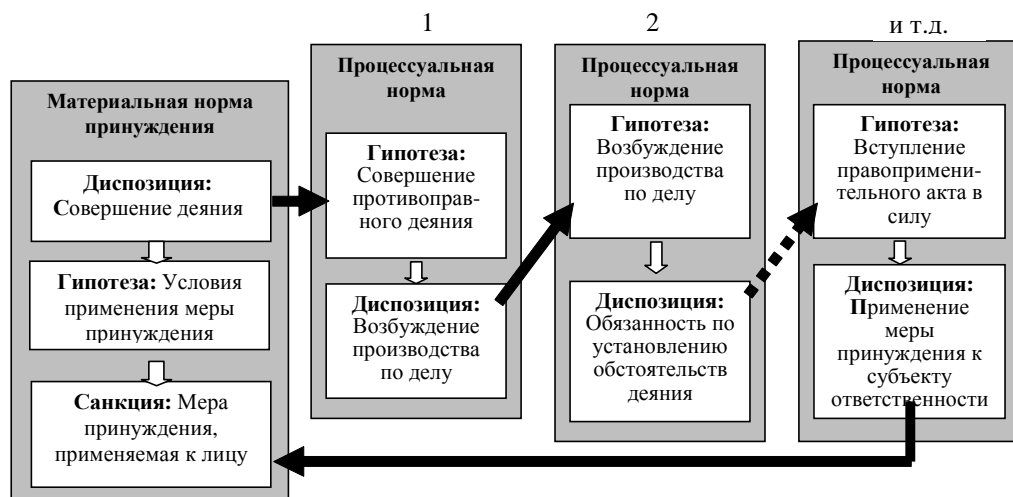 1
2
и т.д.
Материальная норма
принуждения
Диспозиция:
Совершение деяния
Гипотеза: Условия
применения меры
принуждения
Санкция: Мера
принуждения,
применяемая к лицу
Процессуальная
норма
Гипотеза:
Совершение
противоправ-
ного деяния
Диспозиция:
Возбуждение
производства
по делу
Процессуальная
норма
Гипотеза:
Возбуждение
производства
по делу
Диспозиция:
Обязанность по
установлению
обстоятельств
деяния
Процессуальная
норма
Гипотеза:
Вступление
правопримени-
тельного акта в
силу
Диспозиция:
Применение
меры
принуждения к
субъекту
ответственности